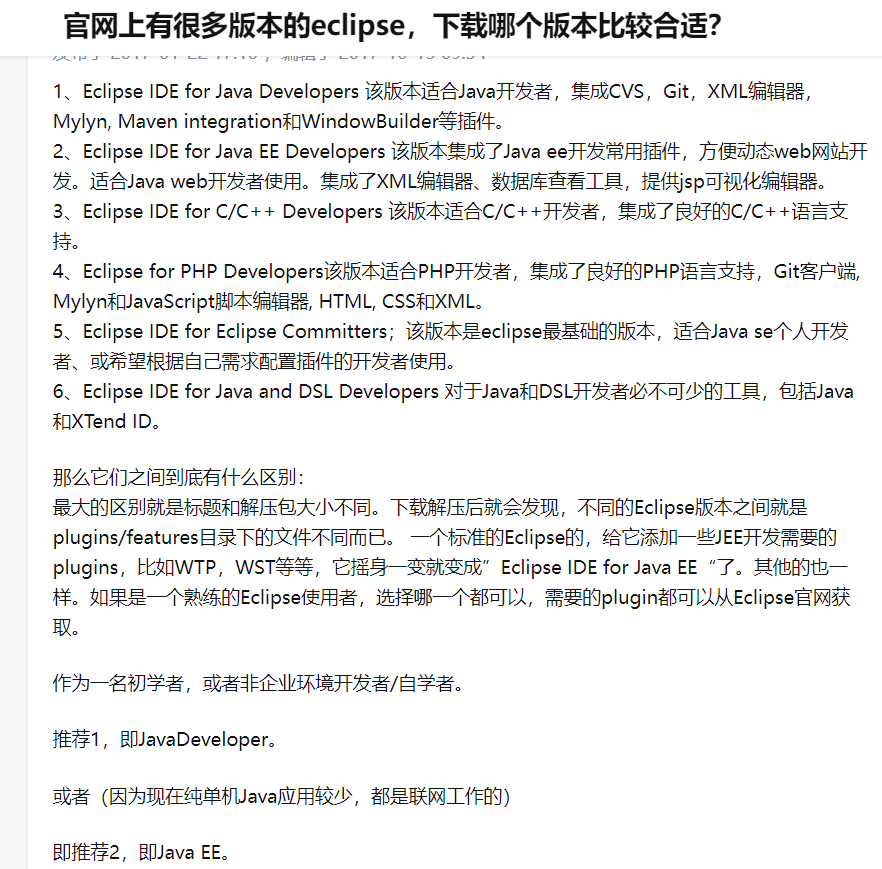 官网上有很多版本的eclipse，下载哪个版本比较合适？
1、Eclipse IDE for Java Developers 该版本适合Java开发者，集成CVS，Git，XML编辑器，
Mylyn, Maven integration和WindowBuilder等插件。
2、Eclipse IDE for Java EE Developers 该版本集成了Java ee开发常用插件，方便动态web网站开
发。适合Java web开发者使用。集成了XML编辑器、数据库查看工具，提供jsp可视化编辑器。
3、Eclipse IDE for C/C++ Developers 该版本适合C/C++开发者，集成了良好的C/C++语言支
持。
4、Eclipse for PHP Developers该版本适合PHP开发者，集成了良好的PHP语言支持，Git客户端,
Mylyn和JavaScript脚本编辑器, HTML, CSS和XML。
5、Eclipse IDE for Eclipse Committers；该版本是eclipse最基础的版本，适合Java se个人开发
者、或希望根据自己需求配置插件的开发者使用。
6、Eclipse IDE for Java and DSL Developers 对于Java和DSL开发者必不可少的工具，包括Java
和XTend ID。
那么它们之间到底有什么区别：
最大的区别就是标题和解压包大小不同。下载解压后就会发现，不同的Eclipse版本之间就是
plugins/features目录下的文件不同而已。 一个标准的Eclipse的，给它添加一些JEE开发需要的
plugins，比如WTP，WST等等，它摇身一变就变成”Eclipse IDE for Java EE“了。其他的也一
样。如果是一个熟练的Eclipse使用者，选择哪一个都可以，需要的plugin都可以从Eclipse官网获
取。
作为一名初学者，或者非企业环境开发者/自学者。
推荐1，即JavaDeveloper。
或者（因为现在纯单机Java应用较少，都是联网工作的）
即推荐2，即Java EE。